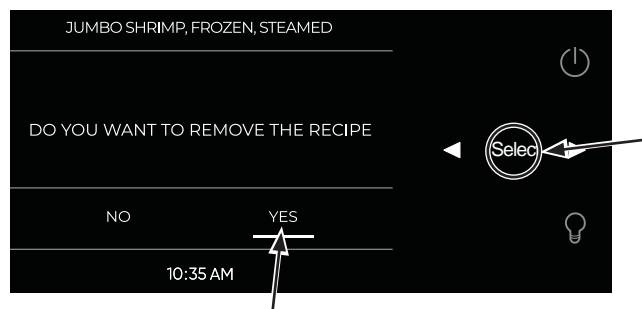 JUMBO SHRIMP, FROZEN, STEAMED
DO YOU WANT TO REMOVE THE RECIPE
Selec
NO YES
10:35 AM